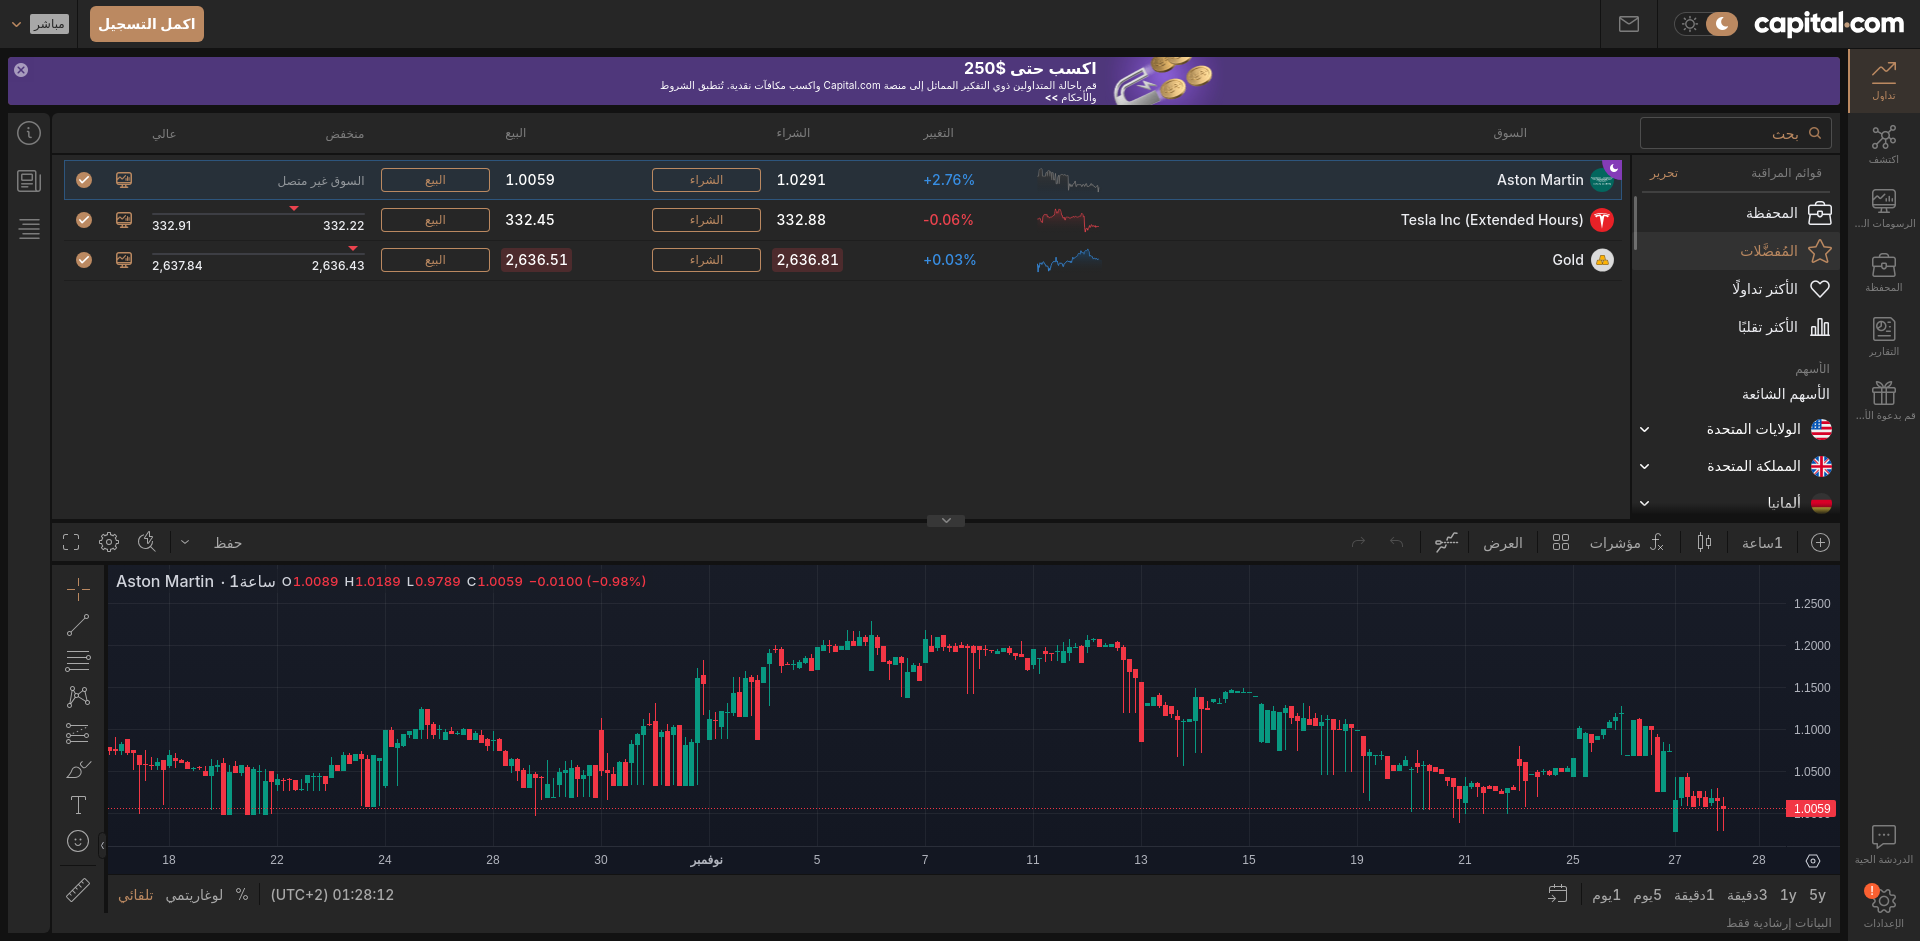 capital.com
اكمل التسجيل
مباشر
اكسب حتى $250
قم بإحالة المتداولين ذوي التفكير المماثل إلى منصة Capital.com واكسب مكافآت نقدية. تُطبق الشروط
والأحكام >>
تداول
اكتشف
الرسومات الـ...
المحفظة
التقارير
قم بدعوة الأ...
الدردشة الحية
الإعدادات
بحث
قوائم المراقبة
تحرير
المحفظة
المُفضَّلات
الأكثر تداولًا
الأكثر تقلبًا
الأسهم
الأسهم الشائعة
الولايات المتحدة
المملكة المتحدة
ألمانيا
السوق التغيير الشراء البيع منخفض عالي
Aston Martin +2.76% 1.0291 الشراء 1.0059 البيع السوق غير متصل
Tesla Inc (Extended Hours) -0.06% 332.88 الشراء 332.45 البيع 332.22 332.91
Gold +0.03% 2,636.81 الشراء 2,636.51 البيع 2,636.43 2,637.84
1ساعة
مؤشرات
العرض
حفظ
Aston Martin · 1ساعة O1.0089 H1.0189 L0.9789 C1.0059 −0.0100 (−0.98%)
1.2500
1.2000
1.1500
1.1000
1.0500
1.0059
18 22 24 28 30 نوفمبر 5 7 11 13 15 19 21 25 27 28
5y 1y 3دقيقة 1دقيقة 5يوم 1يوم
01:28:12 (UTC+2)
%
لوغاريتمي
تلقائي
البيانات إرشادية فقط